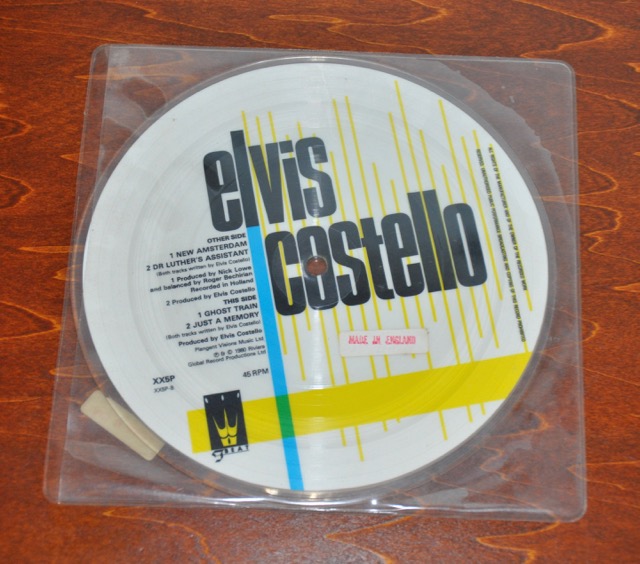 elvis
costello
OTHER SIDE
1 NEW AMSTERDAM
2 DR LUTHER'S ASSISTANT
(Both tracks written by Elvis Costello)
1 Produced by Nick Lowe
and balanced by Roger Bechirian
Recorded in Holland
2 Produced by Elvis Costello
THIS SIDE
1 GHOST TRAIN
2 JUST A MEMORY
(Both tracks written by Elvis Costello)
Produced by Elvis Costello
Plangent Visions Music Ltd
℗ & © 1980 Riviera
Global Record Productions Ltd
XX5P
XX5P-B
45 RPM
MADE IN ENGLAND
F-BEAT